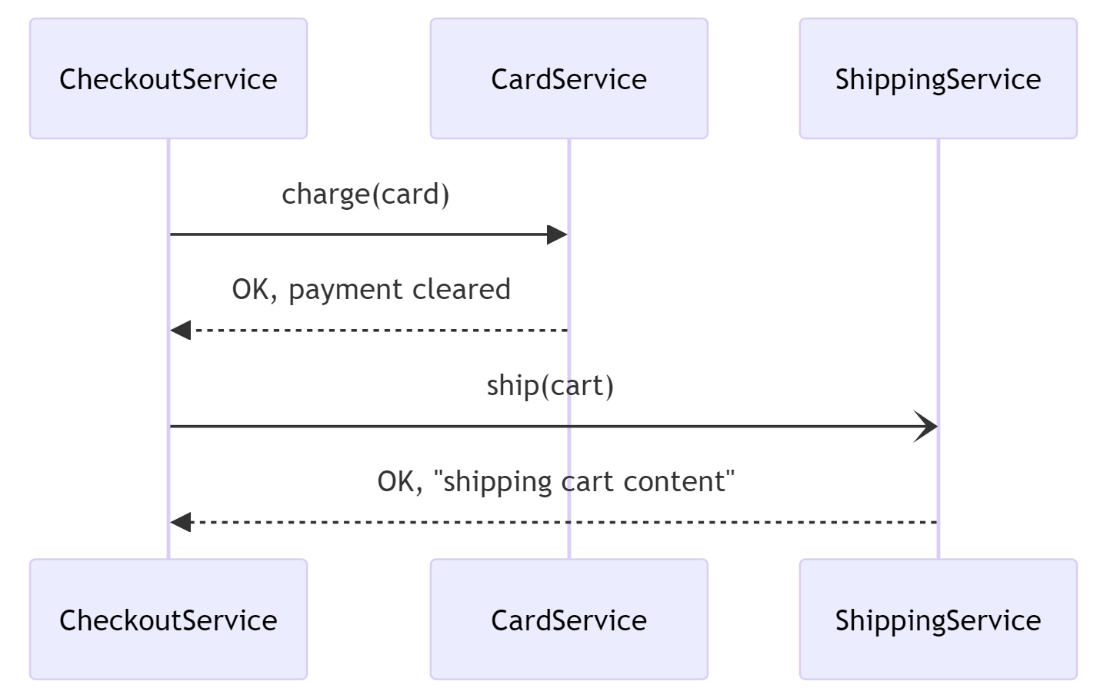 CheckoutService
CardService
ShippingService
charge(card)
OK, payment cleared
ship(cart)
OK, "shipping cart content"
CheckoutService
CardService
ShippingService